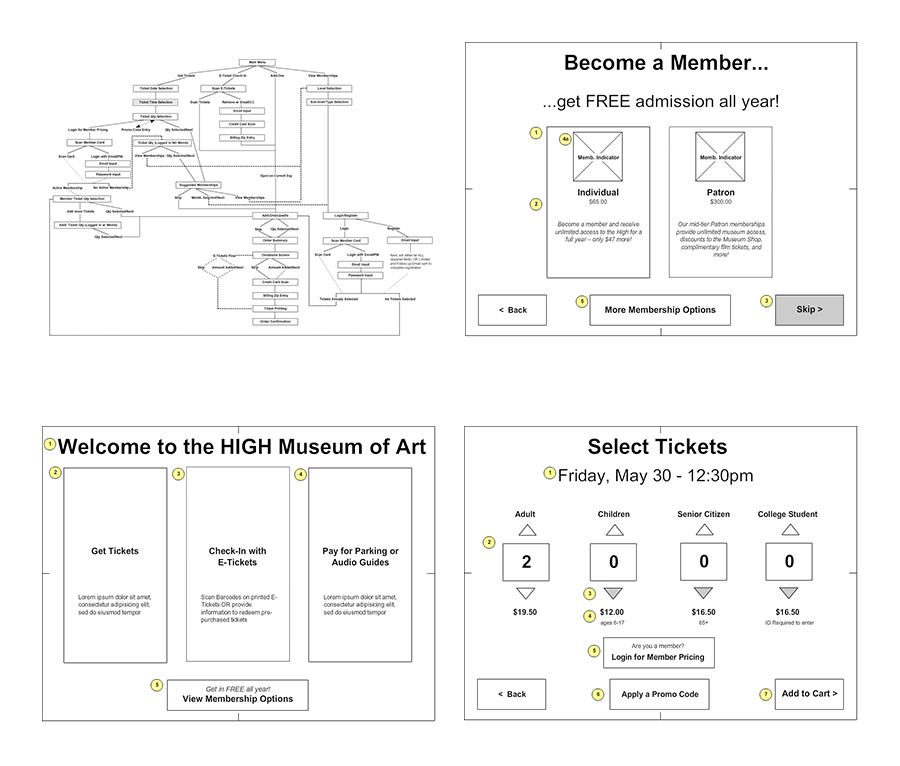 Main Menu
Get Tickets
E-Ticket Check-In
Add-Ons
View Memberships
Ticket Date Selection
Scan E-Tickets
Level Selection
Ticket Time Selection
Scan Tickets
Retrieve w/ Email/CC
Sub-level Type Selection
Ticket Qty Selection
Email Input
Login for Member Pricing
Promo Code Entry
Qty Selected/Next
Credit Card Scan
Scan Member Card
Ticket Qty (Logged in NO Memb)
Billing Zip Entry
Scan Card
Login with Email/PW
View Memberships
Qty Selected/Next
Email Input
Password Input
Active Membership
No Active Membership
Suggested Memberships
Member Ticket Qty Selection
Skip
Memb. Selected/Next
View Memberships
Add more Tickets
Qty Selected/Next
Add-Ons/Upsells
Login/Register
Addt. Ticket Qty (Logged in w/ Memb)
Skip
Qty Selected/Next
Login
Register
Qty Selected/Next
Order Summary
Scan Member Card
Email Input
E-Tickets Flow
Donations Screen
Scan Card
Login with Email/PW
Skip
Amount Added/Next
Skip
Amount Added/Next
Email Input
Credit Card Scan
Password Input
Billing Zip Entry
Tickets Already Selected
No Tickets Selected
Ticket Printing
Order Confirmation
Become a Member...
...get FREE admission all year!
1
4a
Memb. Indicator
Memb. Indicator
Individual
Patron
$65.00
$300.00
2
Become a member and receive
unlimited access to the High for a
full year – only $47 more!
Our mid-tier Patron memberships
provide unlimited museum access,
discounts to the Museum Shop,
complimentary film tickets, and
more!
< Back
5
More Membership Options
3
Skip >
1
Welcome to the HIGH Museum of Art
2
3
4
Get Tickets
Check-In with
E-Tickets
Pay for Parking or
Audio Guides
Lorem ipsum dolor sit amet,
consectetur adipisicing elit,
sed do eiusmod tempor
Scan Barcodes on printed E-
Tickets OR provide
information to redeem pre-
purchased tickets
Lorem ipsum dolor sit amet,
consectetur adipisicing elit,
sed do eiusmod tempor
5
Get in FREE all year!
View Membership Options
Select Tickets
1
Friday, May 30 - 12:30pm
Adult
Children
Senior Citizen
College Student
2
2
0
0
0
3
$19.50
4
$12.00
$16.50
$16.50
ages 6-17
65+
ID Required to enter
5
Are you a member?
Login for Member Pricing
< Back
6
Apply a Promo Code
7
Add to Cart >